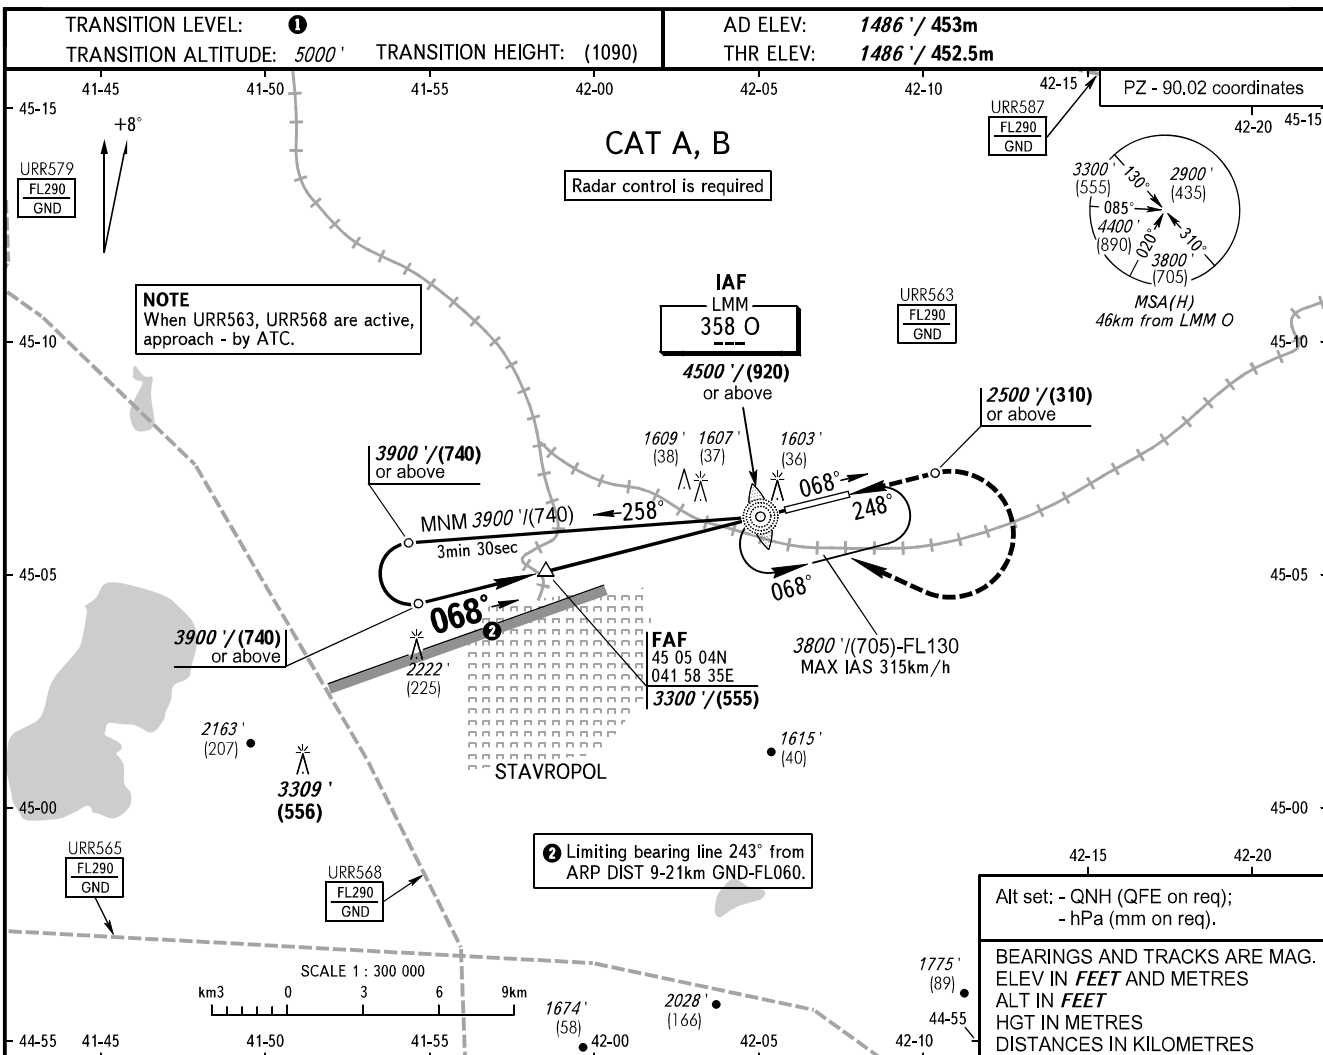 TRANSITION LEVEL: ❶
TRANSITION ALTITUDE: 5000 ' TRANSITION HEIGHT: (1090)
AD ELEV: 1486 ' / 453m
THR ELEV: 1486 ' / 452.5m
41-45 41-50 41-55 42-00 42-05 42-10 42-15
PZ - 90.02 coordinates
45-15
42-20 45-15
+8°
URR579
FL290
GND
CAT A, B
Radar control is required
URR587
FL290
GND
3300 '
(555)
130°
2900 '
(435)
085°
4400 '
(890)
020°
310°
3800 '
(705)
MSA(H)
46km from LMM O
NOTE
When URR563, URR568 are active,
approach - by ATC.
IAF
LMM
358 O
4500 '/(920)
or above
URR563
FL290
GND
45-10
45-10
2500 '/(310)
or above
3900 '/(740)
or above
1609 '
(38)
1607 '
(37)
1603 '
(36)
068°
248°
MNM 3900 '/(740)
258°
3min 30sec
45-05
45-05
068°
068°
❷
3900 '/(740)
or above
FAF
45 05 04N
041 58 35E
3300 '/(555)
3800 '/(705)-FL130
MAX IAS 315km/h
2222 '
(225)
2163 '
(207)
3309 '
(556)
1615 '
(40)
STAVROPOL
45-00
45-00
URR565
FL290
GND
URR568
FL290
GND
❷ Limiting bearing line 243° from
ARP DIST 9-21km GND-FL060.
42-15 42-20
Alt set: - QNH (QFE on req);
- hPa (mm on req).
BEARINGS AND TRACKS ARE MAG.
ELEV IN FEET AND METRES
ALT IN FEET
HGT IN METRES
DISTANCES IN KILOMETRES
SCALE 1 : 300 000
km3 0 3 6 9km
1674 '
(58)
2028 '
(166)
1775 '
(89)
44-55
44-55 41-45 41-50 41-55 42-00 42-05 42-10